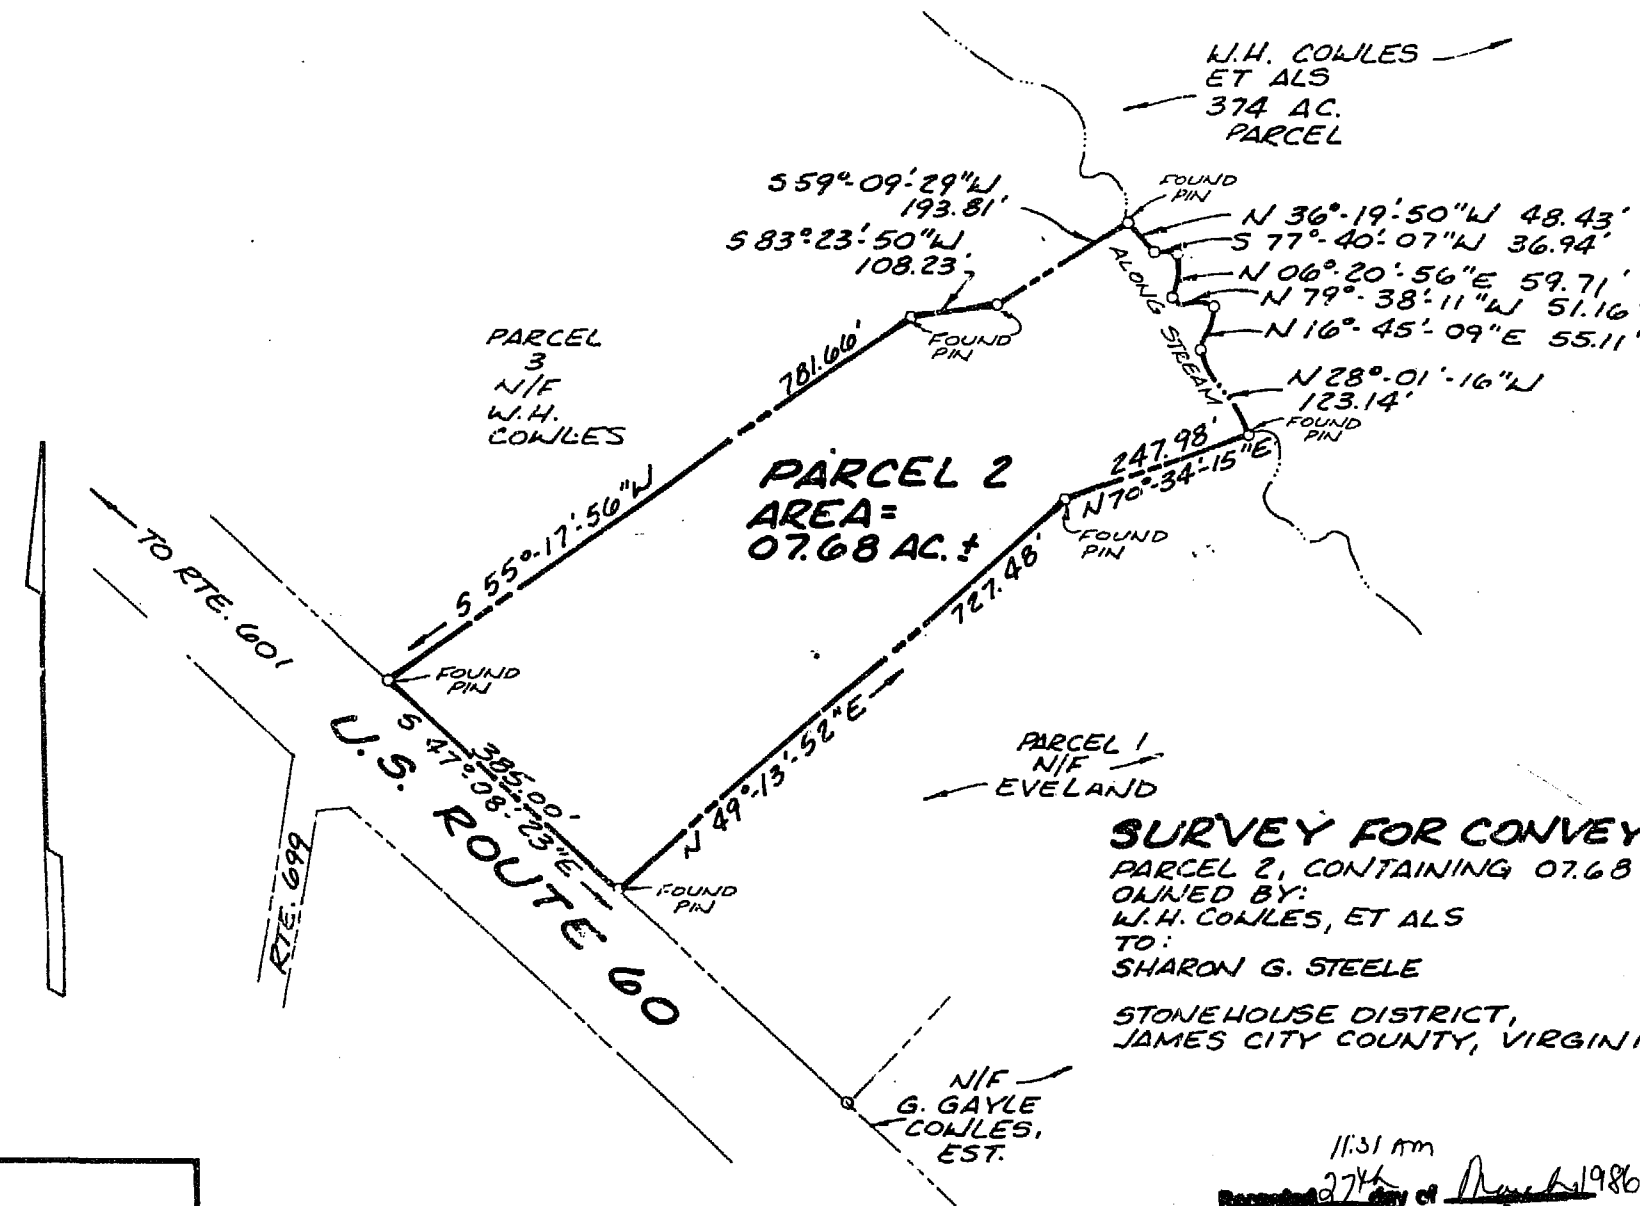 W.H. COWLES
ET ALS
374 AC.
PARCEL
S 59°-09'-29"W
193.81'
S 83°-23'-50"W
108.23'
FOUND
PIN
N 36°-19'-50"W 48.43'
S 77°-40'-07"W 36.94'
N 06°-20'-56"E 59.71'
N 79°-38'-11"W 51.16'
N 16°-45'-09"E 55.11'
N 28°-01'-16"W
123.14'
ALONG STREAM
FOUND
PIN
FOUND
PIN
PARCEL
3
N/F
W.H.
COWLES
781.66'
S 55°-17'-56"W
PARCEL 2
AREA=
07.68 AC.±
247.98'
N70°-34'-15"E
FOUND
PIN
727.48'
N 49°-13'-52"E
TO RTE. 601
FOUND
PIN
385.00'
S 47°-08'-23"E
U.S. ROUTE 60
FOUND
PIN
RTE. 699
PARCEL 1
N/F
EVELAND
SURVEY FOR CONVEY
PARCEL 2, CONTAINING 07.68
OWNED BY:
W.H. COWLES, ET ALS
TO:
SHARON G. STEELE
STONEHOUSE DISTRICT,
JAMES CITY COUNTY, VIRGINI
N/F
G. GAYLE
COWLES,
EST.
11:31 AM
Recorded 27th day of March 1986